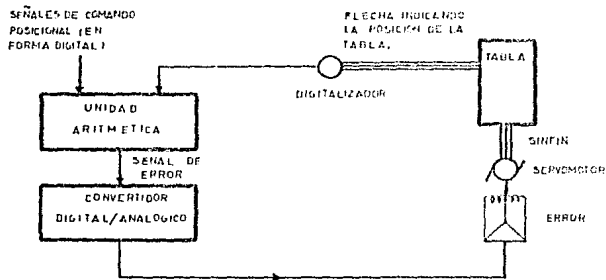 SEÑALES DE COMANDO
POSICIONAL (EN
FORMA DIGITAL)
FLECHA INDICANDO
LA POSICION DE LA
TABLA.
TABLA
DIGITALIZADOR
UNIDAD
ARITMETICA
SINFIN
SEÑAL DE
ERROR
SERVOMOTOR
CONVERTIDOR
DIGITAL/ANALOGICO
ERROR